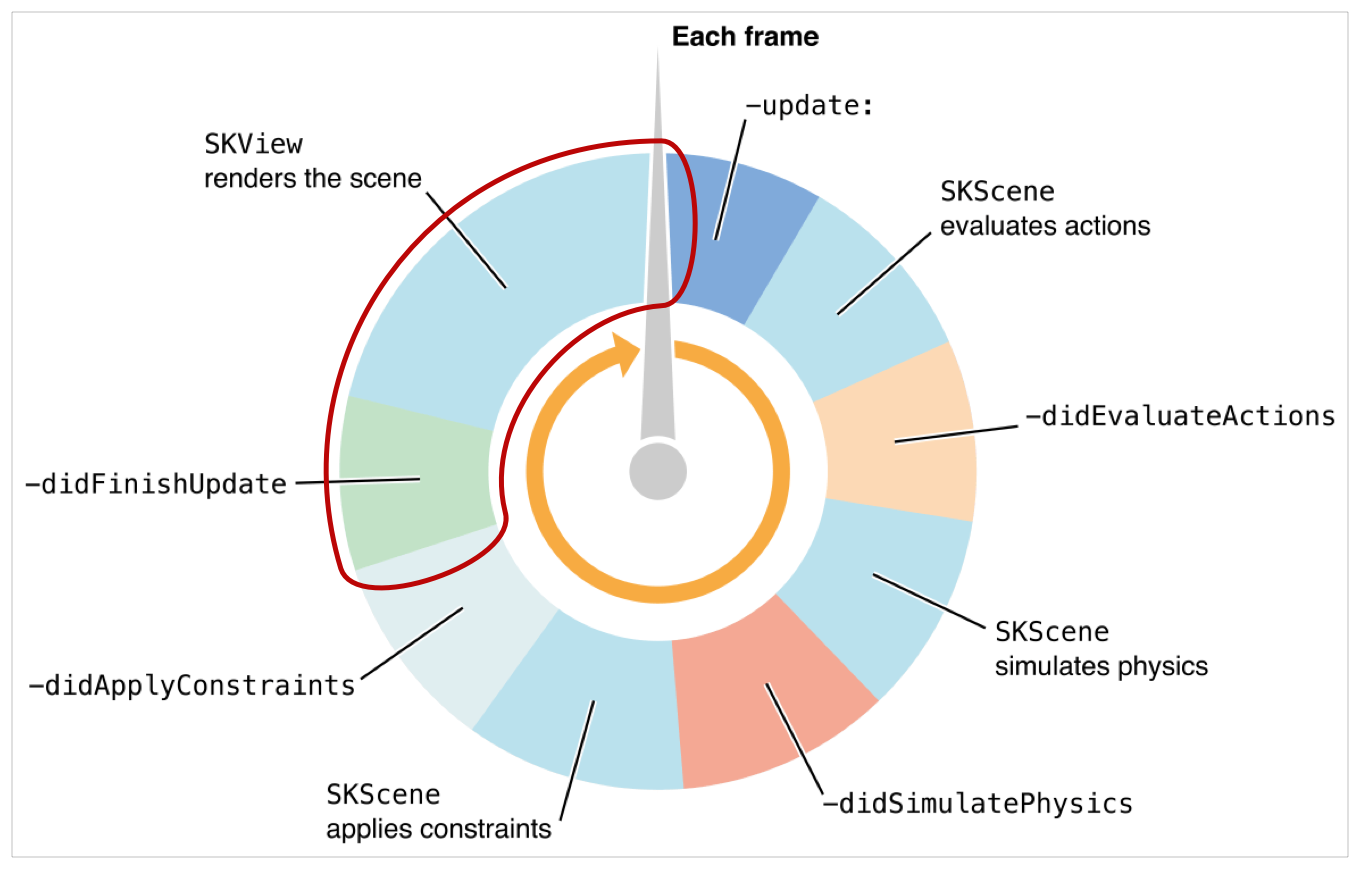 Each frame
−update:
SKView
renders the scene
SKScene
evaluates actions
−didEvaluateActions
−didFinishUpdate
SKScene
simulates physics
−didApplyConstraints
SKScene
applies constraints
−didSimulatePhysics